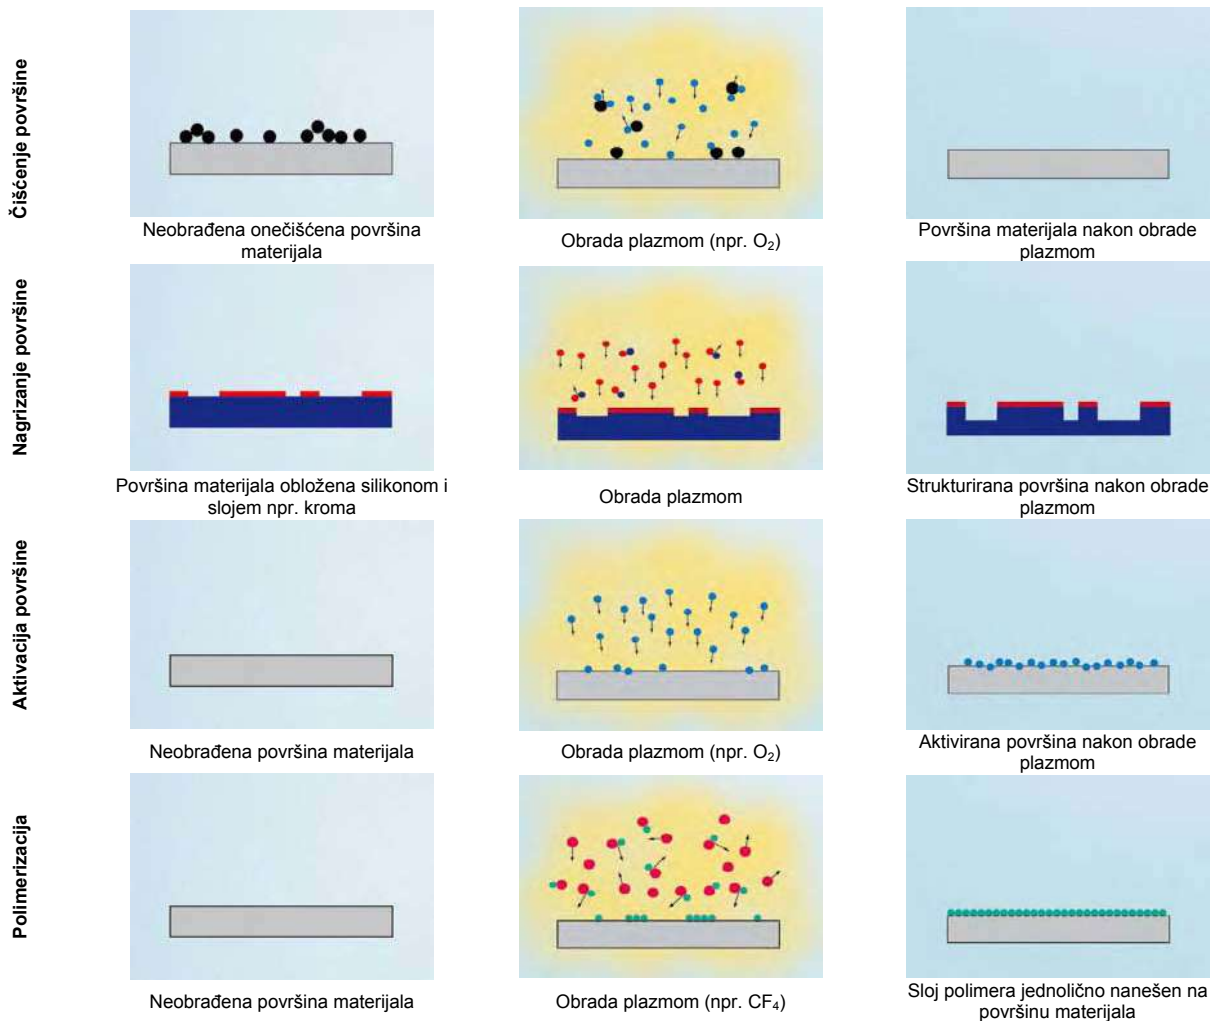 Čišćenje površine
Neobrađena onečišćena površina
materijala
Obrada plazmom (npr. O₂)
Površina materijala nakon obrade
plazmom
Nagrizanje površine
Površina materijala obložena silikonom i
slojem npr. kroma
Obrada plazmom
Strukturirana površina nakon obrade
plazmom
Aktivacija površine
Neobrađena površina materijala
Obrada plazmom (npr. O₂)
Aktivirana površina nakon obrade
plazmom
Polimerizacija
Neobrađena površina materijala
Obrada plazmom (npr. CF₄)
Sloj polimera jednolično nanešen na
površinu materijala